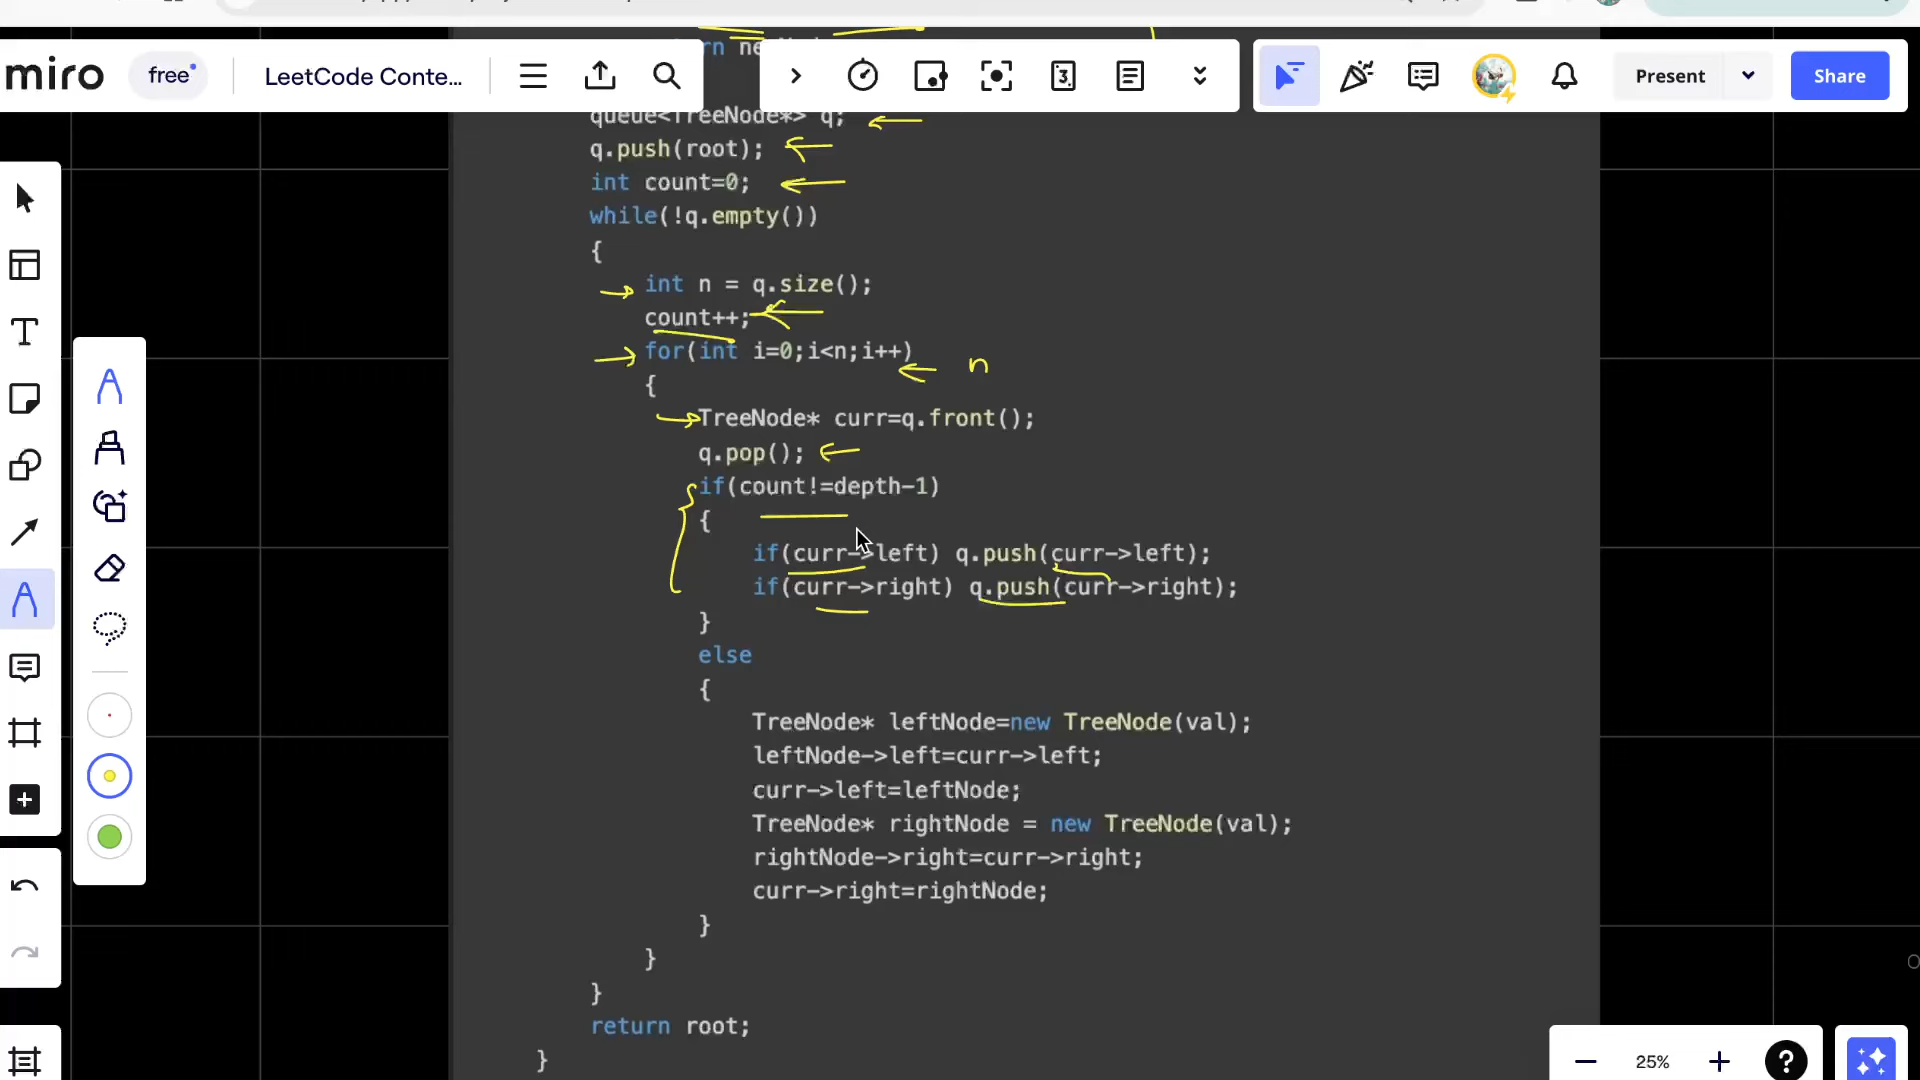 miro
free
LeetCode Conte...
3
Present
Share
queue<TreeNode*> q;
q.push(root);
int count=0;
while(!q.empty())
{
int n = q.size();
count++;
for(int i=0;i<n;i++)
n
{
TreeNode* curr=q.front();
q.pop();
if(count!=depth-1)
{
if(curr->left) q.push(curr->left);
if(curr->right) q.push(curr->right);
}
else
{
TreeNode* leftNode=new TreeNode(val);
leftNode->left=curr->left;
curr->left=leftNode;
TreeNode* rightNode = new TreeNode(val);
rightNode->right=curr->right;
curr->right=rightNode;
}
}
}
return root;
}
25%
?